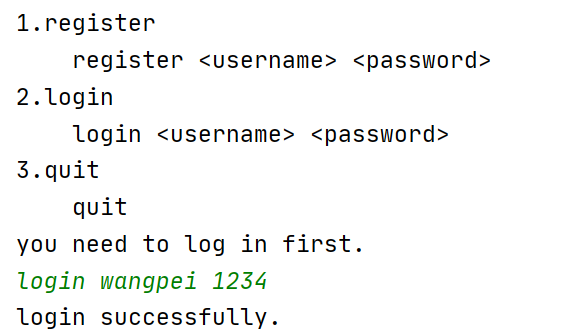 1.register
    register <username> <password>
2.login
    login <username> <password>
3.quit
    quit
you need to log in first.
login wangpei 1234
login successfully.